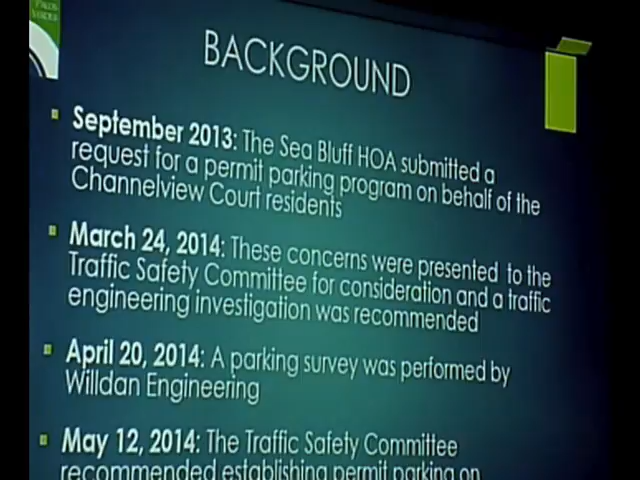 BACKGROUND
September 2013: The Sea Bluff HOA submitted a
request for a permit parking program on behalf of the
Channelview Court residents
March 24, 2014: These concerns were presented to the
Traffic Safety Committee for consideration and a traffic
engineering investigation was recommended
April 20, 2014: A parking survey was performed by
Willdan Engineering
May 12, 2014: The Traffic Safety Committee
recommended establishing permit parking on